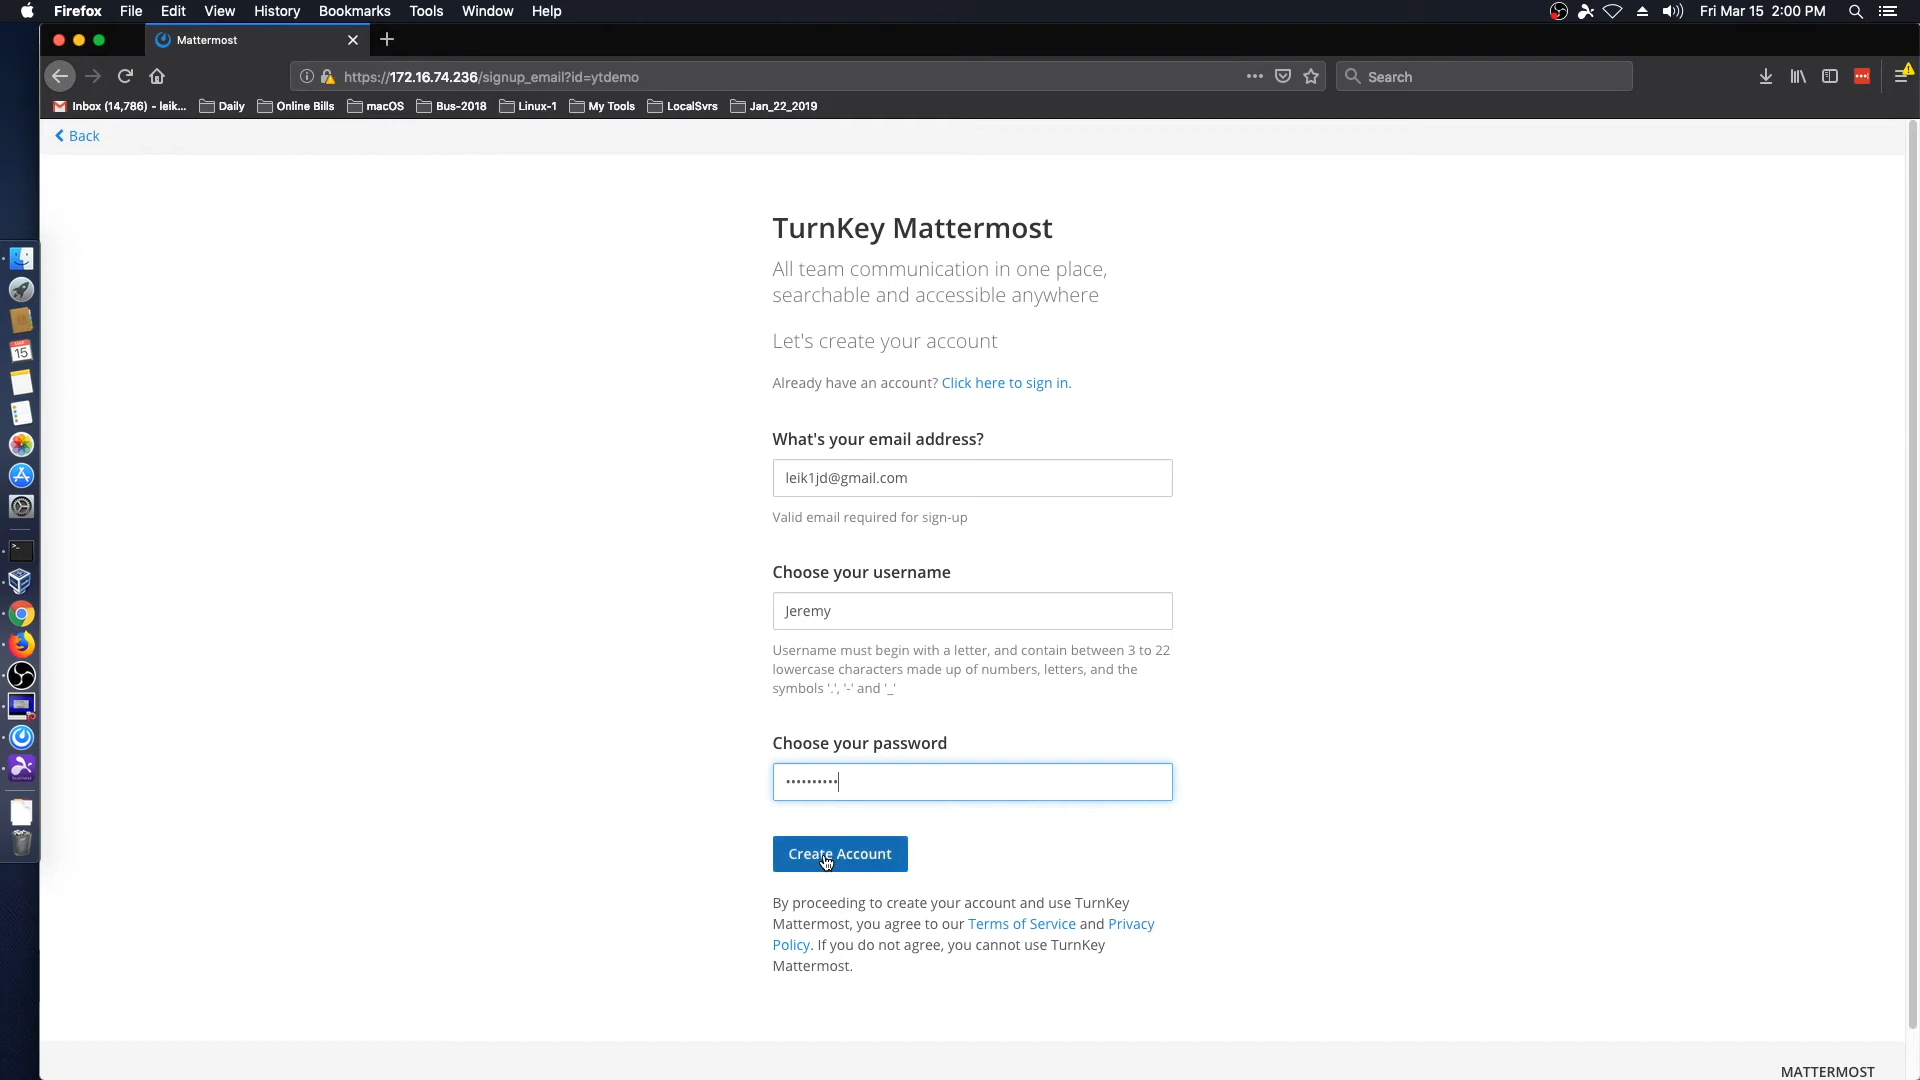 Firefox File Edit View History Bookmarks Tools Window Help Fri Mar 15 2:00 PM
Mattermost
https://172.16.74.236/signup_email?id=ytdemo Search
Inbox (14,786) - leik... Daily Online Bills macOS Bus-2018 Linux-1 My Tools LocalSvrs Jan_22_2019
Back
TurnKey Mattermost
All team communication in one place,
searchable and accessible anywhere
Let's create your account
Already have an account? Click here to sign in.
What's your email address?
leik1jd@gmail.com
Valid email required for sign-up
Choose your username
Jeremy
Username must begin with a letter, and contain between 3 to 22
lowercase characters made up of numbers, letters, and the
symbols '.', '-' and '_'
Choose your password
••••••••••
Create Account
By proceeding to create your account and use TurnKey
Mattermost, you agree to our Terms of Service and Privacy
Policy. If you do not agree, you cannot use TurnKey
Mattermost.
MATTERMOST
15